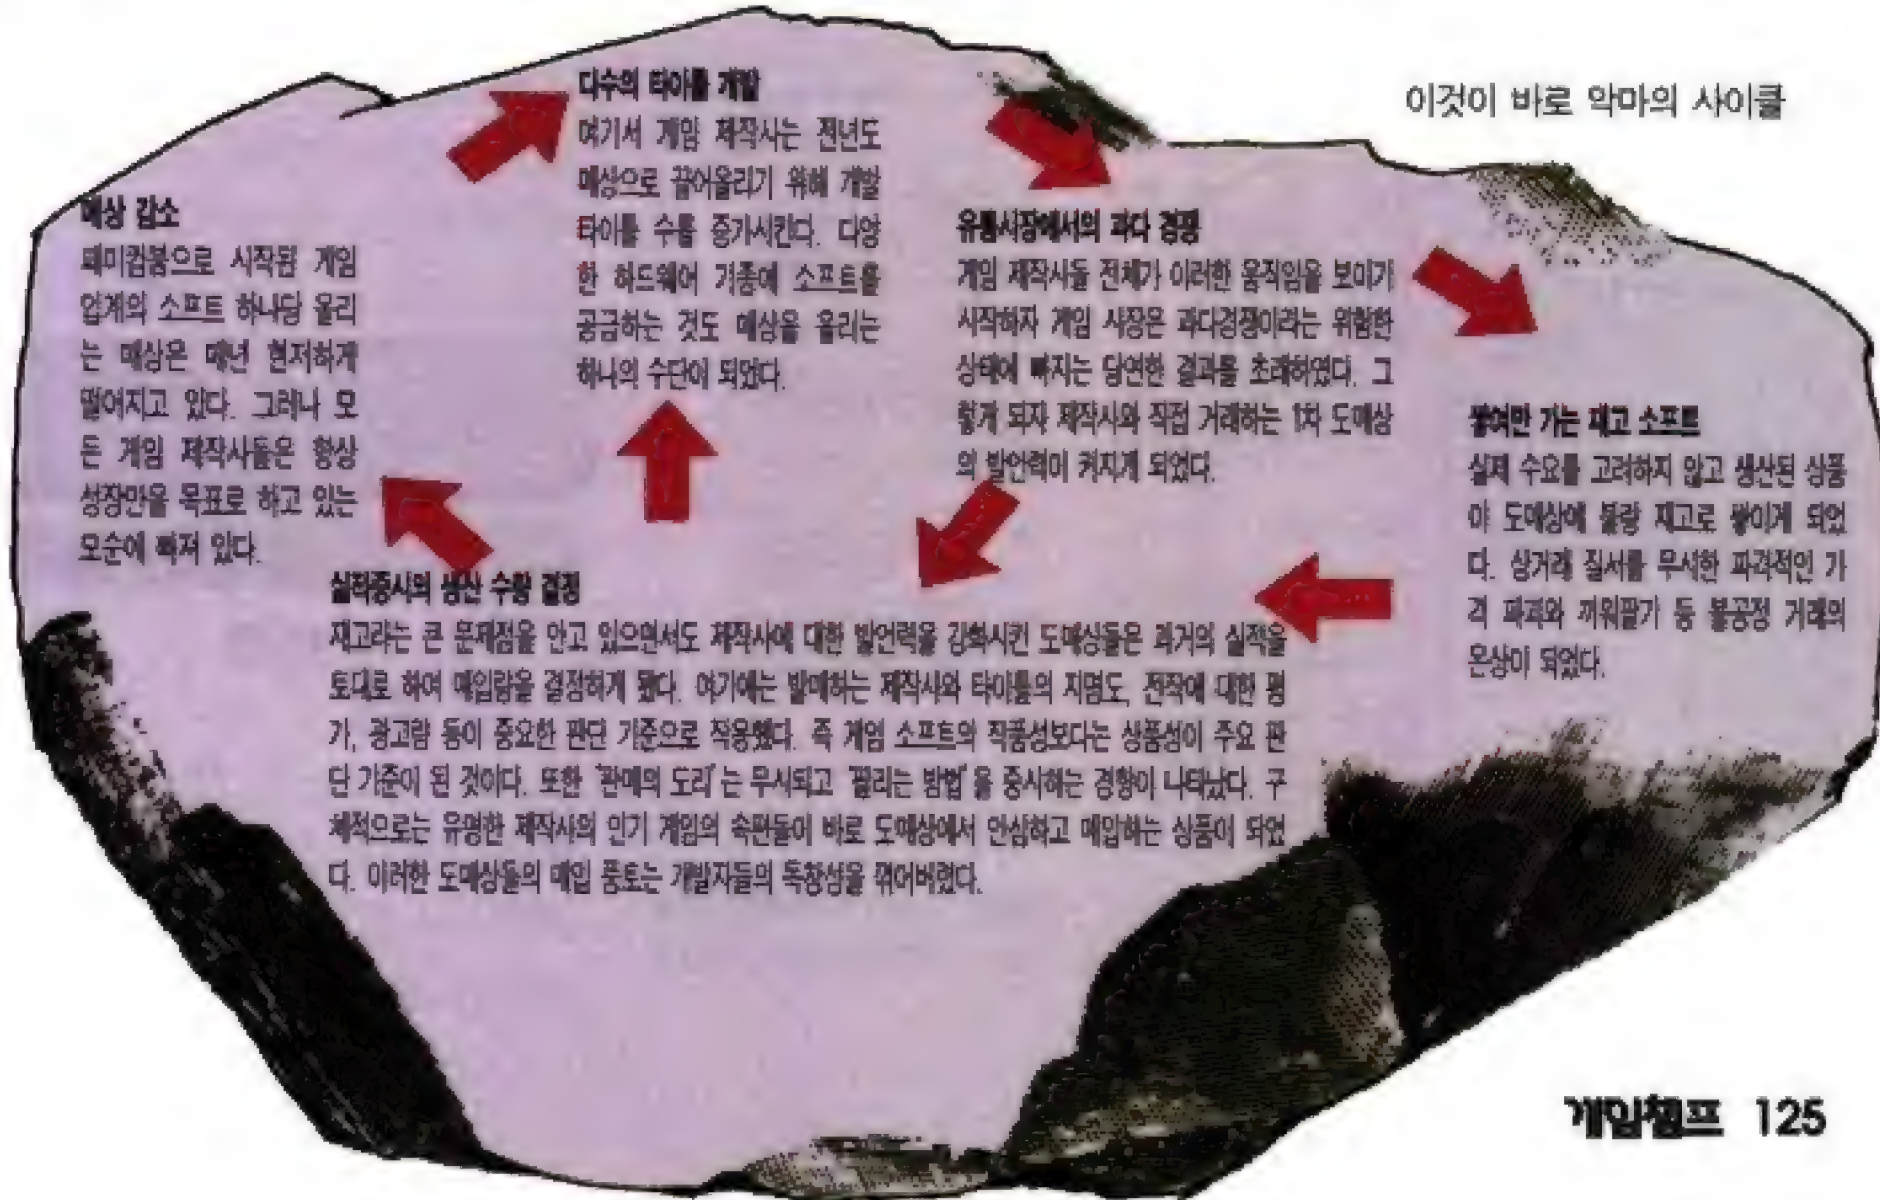 이것이 바로 악마의 사이클
매상 감소
패미컴붐으로 시작된 게임
업계의 소프트 하나당 올리
는 매상은 매년 현저하게
떨어지고 있다. 그러나 모
든 게임 제작사들은 항상
성장만을 목표로 하고 있는
모순에 빠져 있다.
다수의 타이틀 개발
여기서 게임 제작사는 전년도
매상으로 끌어올리기 위해 개발
타이틀 수를 증가시킨다. 다양
한 하드웨어 기종에 소프트를
공급하는 것도 매상을 올리는
하나의 수단이 되었다.
유통시장에서의 과다 경쟁
게임 제작사들 전체가 이러한 움직임을 보이기
시작하자 게임 시장은 과다경쟁이라는 위험한
상태에 빠지는 당연한 결과를 초래하였다. 그
렇게 되자 제작사와 직접 거래하는 1차 도매상
의 발언력이 커지게 되었다.
쌓여만 가는 재고 소프트
실제 수요를 고려하지 않고 생산된 상품
이 도매상에 불량 재고로 쌓이게 되었
다. 상거래 질서를 무시한 파격적인 가
격 파괴와 끼워팔기 등 불공정 거래의
온상이 되었다.
실적중시의 생산 수량 결정
재고라는 큰 문제점을 안고 있으면서도 제작사에 대한 발언력을 강화시킨 도매상들은 과거의 실적을
토대로 하여 매입량을 결정하게 됐다. 여기에는 발매하는 제작사와 타이틀의 지명도, 전작에 대한 평
가, 광고량 등이 중요한 판단 기준으로 작용했다. 즉 게임 소프트의 작품성보다는 상품성이 주요 판
단 기준이 된 것이다. 또한 '판매의 도리'는 무시되고 '팔리는 방법'을 중시하는 경향이 나타났다. 구
체적으로는 유명한 제작사의 인기 게임의 속편들이 바로 도매상에서 안심하고 매입하는 상품이 되었
다. 이러한 도매상들의 매입 풍토는 개발자들의 독창성을 꺾어버렸다.
게임챔프 125